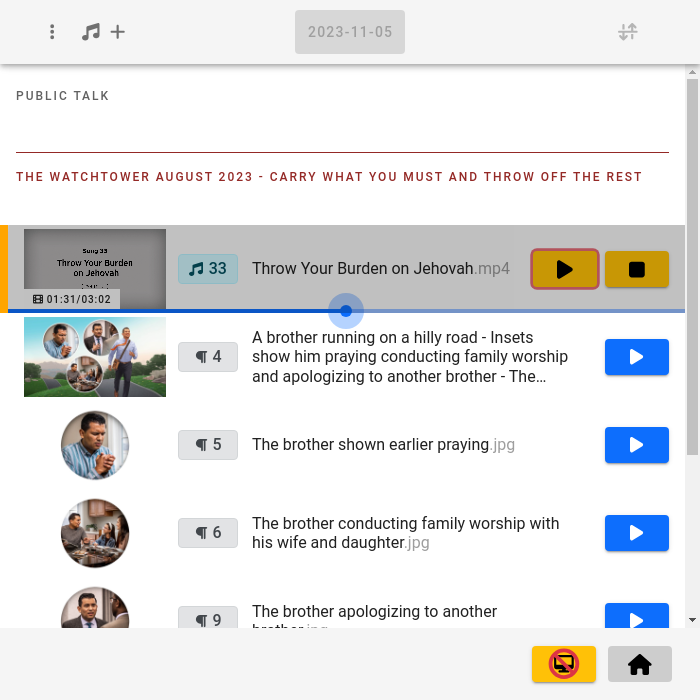 2023-11-05
PUBLIC TALK
THE WATCHTOWER AUGUST 2023 - CARRY WHAT YOU MUST AND THROW OFF THE REST
Song 33
Throw Your Burden
on Jehovah
01:31/03:02
33
Throw Your Burden on Jehovah.mp4
¶ 4
A brother running on a hilly road - Insets
show him praying conducting family worship
and apologizing to another brother - The…
¶ 5
The brother shown earlier praying.jpg
¶ 6
The brother conducting family worship with
his wife and daughter.jpg
¶ 9
The brother apologizing to another
brother.jpg